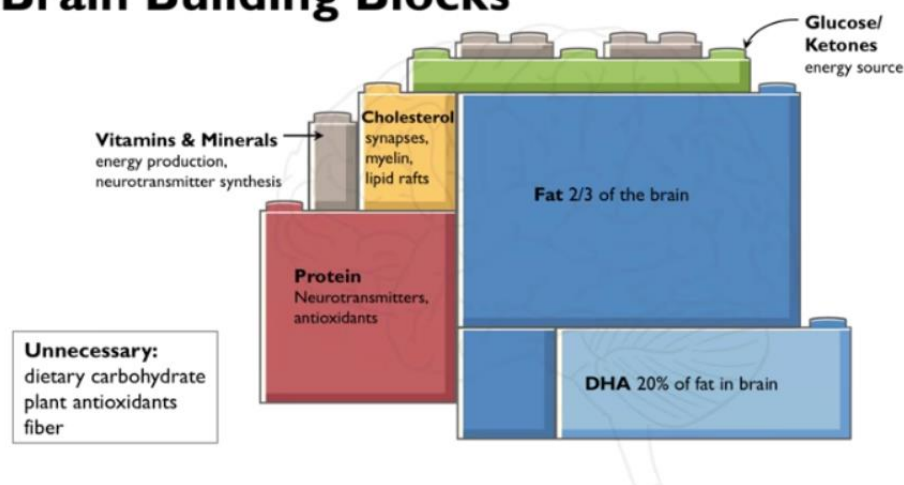 Brain Building Blocks
Glucose/
Ketones
energy source
Vitamins & Minerals
energy production,
neurotransmitter synthesis
Cholesterol
synapses,
myelin,
lipid rafts
Fat 2/3 of the brain
Protein
Neurotransmitters,
antioxidants
Unnecessary:
dietary carbohydrate
plant antioxidants
fiber
DHA 20% of fat in brain